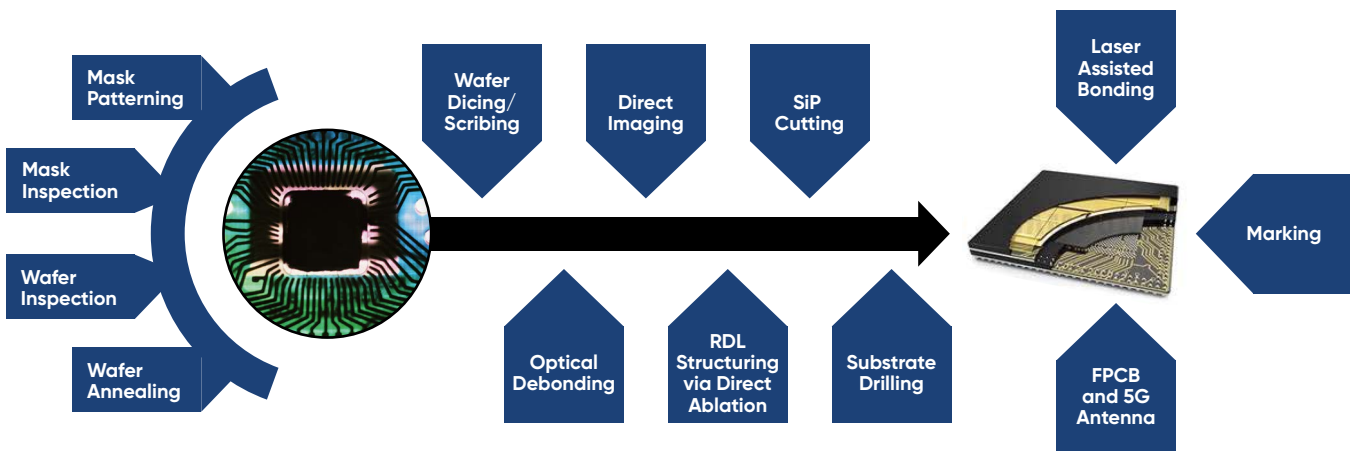 Mask
Patterning
Mask
Inspection
Wafer
Inspection
Wafer
Annealing
Wafer
Dicing/
Scribing
Direct
Imaging
SiP
Cutting
Optical
Debonding
RDL
Structuring
via Direct
Ablation
Substrate
Drilling
Laser
Assisted
Bonding
Marking
FPCB
and 5G
Antenna